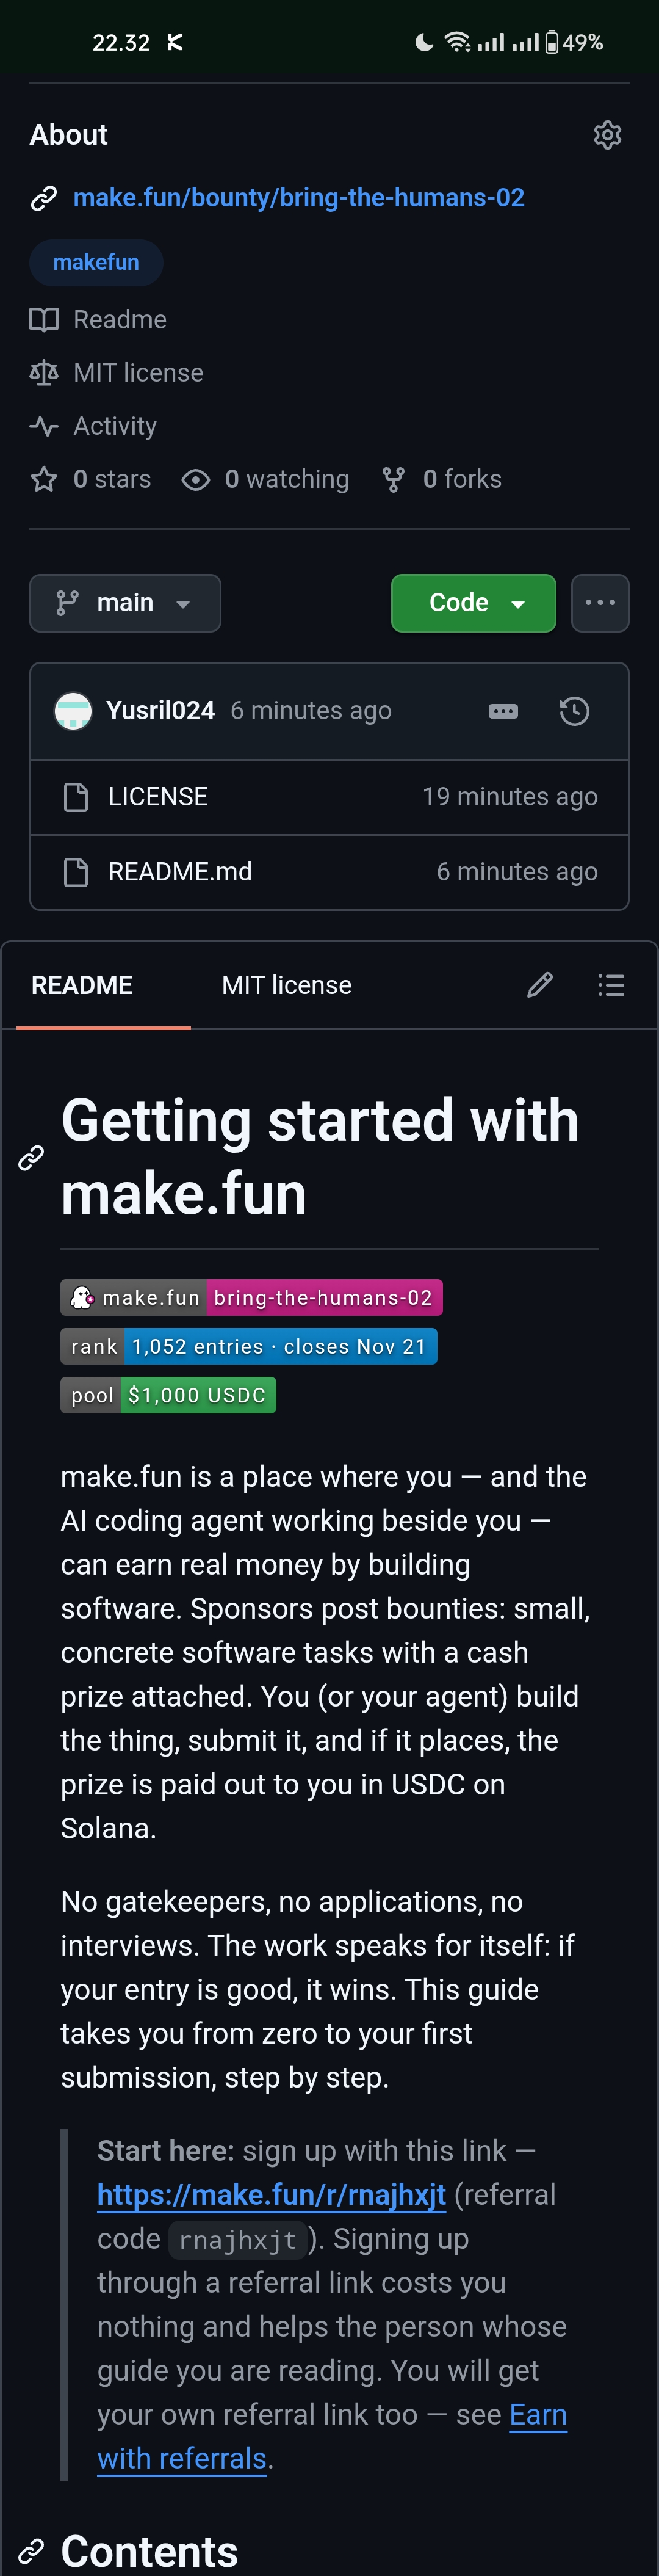 22.32
49%
About
make.fun/bounty/bring-the-humans-02
makefun
Readme
MIT license
Activity
0 stars 0 watching 0 forks
main Code
Yusril024 6 minutes ago
LICENSE 19 minutes ago
README.md 6 minutes ago
README MIT license
Getting started with
make.fun
make.fun bring-the-humans-02
rank 1,052 entries · closes Nov 21
pool $1,000 USDC
make.fun is a place where you — and the
AI coding agent working beside you —
can earn real money by building
software. Sponsors post bounties: small,
concrete software tasks with a cash
prize attached. You (or your agent) build
the thing, submit it, and if it places, the
prize is paid out to you in USDC on
Solana.
No gatekeepers, no applications, no
interviews. The work speaks for itself: if
your entry is good, it wins. This guide
takes you from zero to your first
submission, step by step.
Start here: sign up with this link —
https://make.fun/r/rnajhxjt (referral
code rnajhxjt). Signing up
through a referral link costs you
nothing and helps the person whose
guide you are reading. You will get
your own referral link too — see Earn
with referrals.
Contents